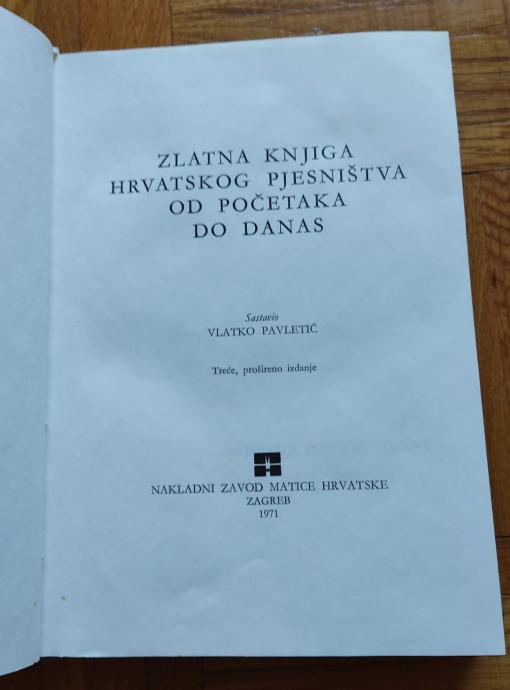 ZLATNA KNJIGA
HRVATSKOG PJESNIŠTVA
OD POČETAKA
DO DANAS
Sastavio
VLATKO PAVLETIĆ
Treće, prošireno izdanje
NAKLADNI ZAVOD MATICE HRVATSKE
ZAGREB
1971